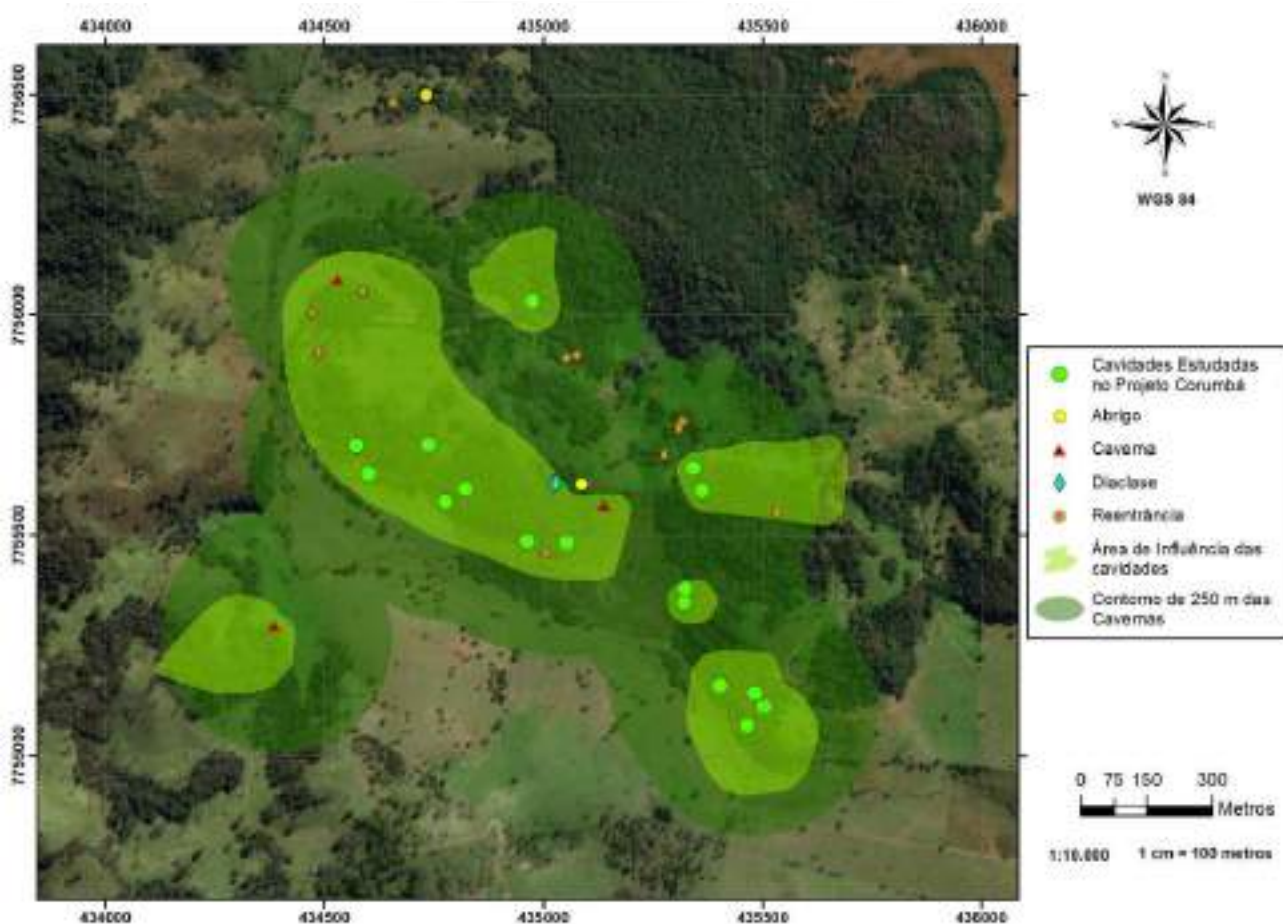 434000 434500 435000 435500 436000
7756500
7756000
7755500
7755000
434000 434500 435000 435500 436000
WGS 84
Cavidades Estudadas
no Projeto Corumbá
Abrigo
Caverna
Diaclase
Reentrância
Área de Influência das
cavidades
Contorno de 250 m das
Cavernas
0 75 150 300
Metros
1:10.000 1 cm = 100 metros